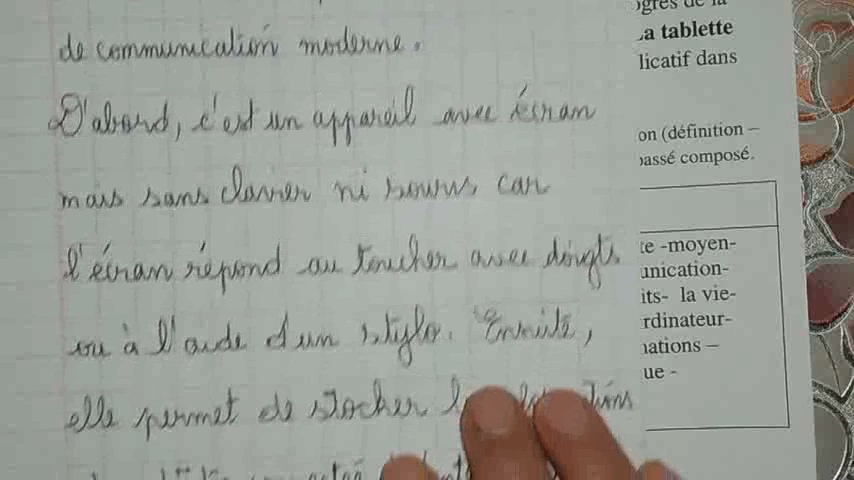 de communication moderne.
D'abord, c'est un appareil avec écran
mais sans clavier ni souris, car
l'écran répond au toucher avec doigts
ou à l'aide d'un stylo. Ensuite,
elle permet de stocker
ogrès de la
a tablette
licatif dans
on (définition –
passé composé.
te -moyen-
unication-
its- la vie-
rdinateur-
nations –
ue -